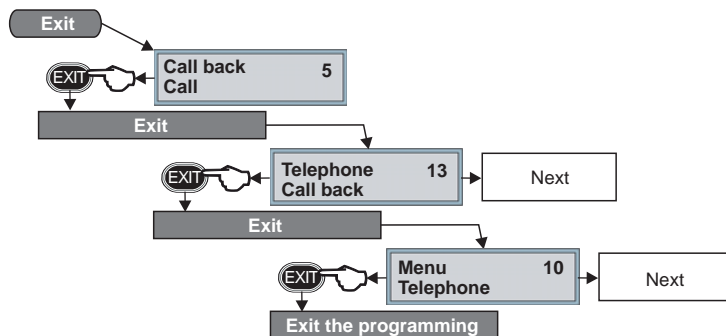 Exit
Call back 5
EXIT
Call
Exit
Telephone 13
EXIT
Next
Call back
Exit
Menu 10
EXIT
Next
Telephone
Exit the programming